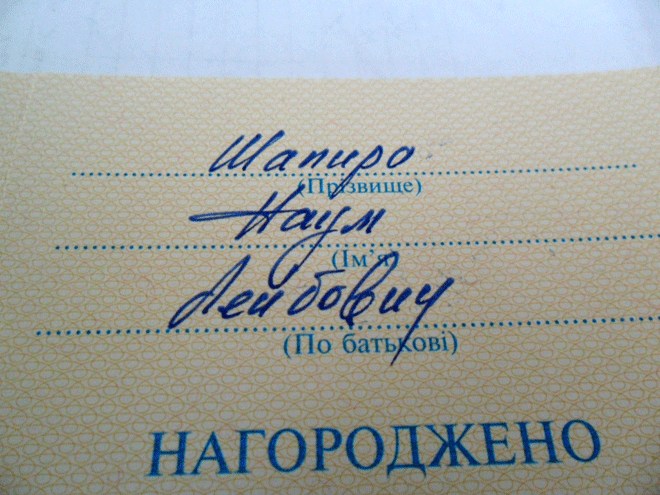 Шапиро
(Прізвище)
Наум
(Ім'я)
Лейбович
(По батькові)
НАГОРОДЖЕНО